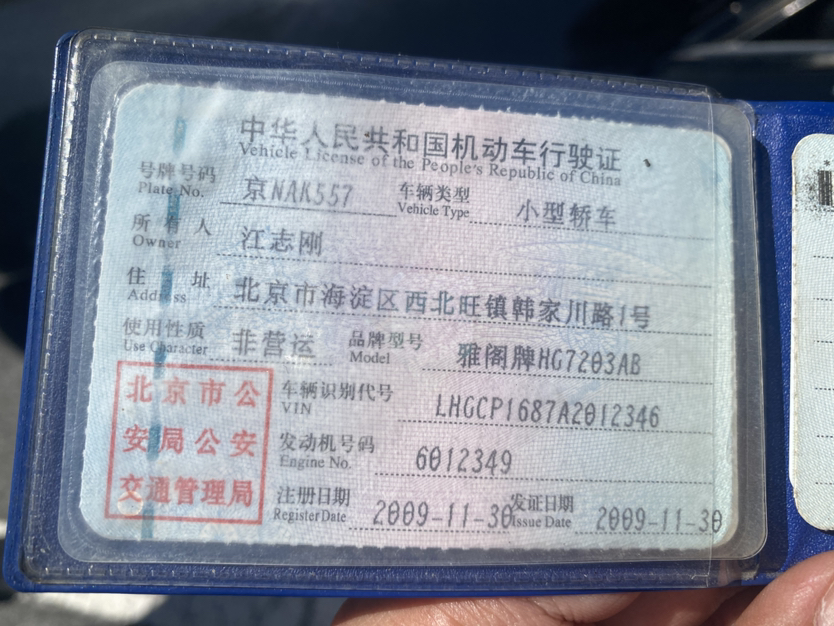 中华人民共和国机动车行驶证
Vehicle License of the People's Republic of China
号牌号码 京NAK557 车辆类型 小型轿车
Plate No. Vehicle Type
所有人 江志刚
Owner
住址 北京市海淀区西北旺镇韩家川路1号
Address
使用性质 非营运 品牌型号 雅阁牌HG7203AB
Use Character Model
北京市公
安局公安
交通管理局
车辆识别代号 LHGCP1687A2012346
VIN
发动机号码 6012349
Engine No.
注册日期 2009-11-30 发证日期 2009-11-30
Register Date Issue Date